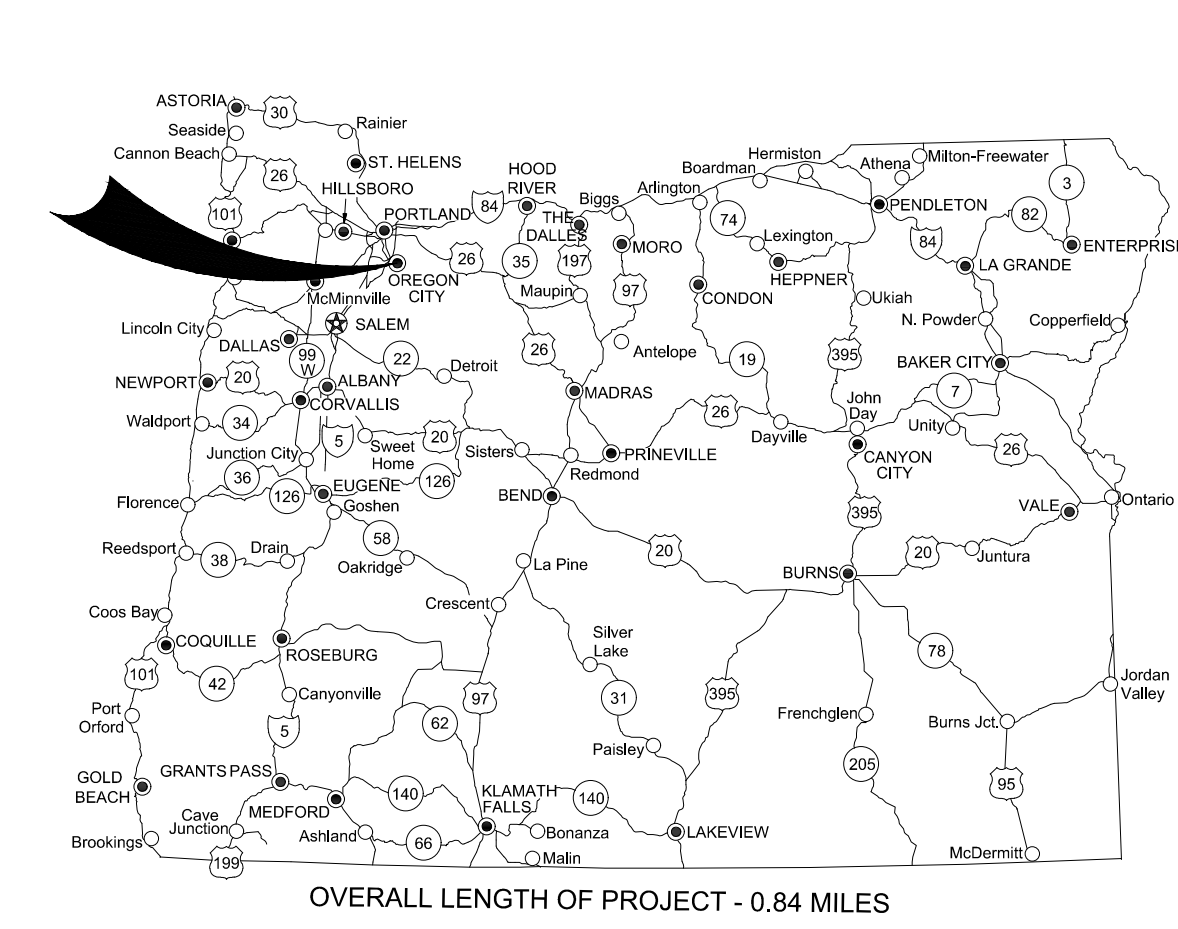 ASTORIA
30
Rainier
Seaside
Cannon Beach
ST. HELENS
26
HILLSBORO
101
PORTLAND
84
HOOD
RIVER
THE
DALLES
Biggs
Arlington
Boardman
Hermiston
Athena
Milton-Freewater
3
PENDLETON
82
84
ENTERPRISE
LA GRANDE
74
Lexington
HEPPNER
MORO
197
35
26
OREGON
CITY
McMinnville
Maupin
97
CONDON
Ukiah
N. Powder
Copperfield
Lincoln City
SALEM
DALLAS
99
W
22
Detroit
26
Antelope
19
395
BAKER CITY
NEWPORT
20
ALBANY
CORVALLIS
MADRAS
7
Waldport
34
5
Sweet
Home
20
26
Dayville
John
Day
Unity
26
Junction City
Sisters
Redmond
PRINEVILLE
CANYON
CITY
36
126
EUGENE
126
Goshen
BEND
Florence
395
VALE
Ontario
Reedsport
38
Drain
58
Oakridge
La Pine
20
BURNS
20
Juntura
Crescent
Coos Bay
COQUILLE
ROSEBURG
Silver
Lake
78
101
42
Canyonville
97
31
395
Jordan
Valley
Port
Orford
5
62
Frenchglen
Burns Jct.
Paisley
GOLD
BEACH
GRANTS PASS
MEDFORD
140
KLAMATH
FALLS
140
205
95
Cave
Junction
Brookings
199
Ashland
66
Bonanza
Malin
LAKEVIEW
McDermitt
OVERALL LENGTH OF PROJECT - 0.84 MILES